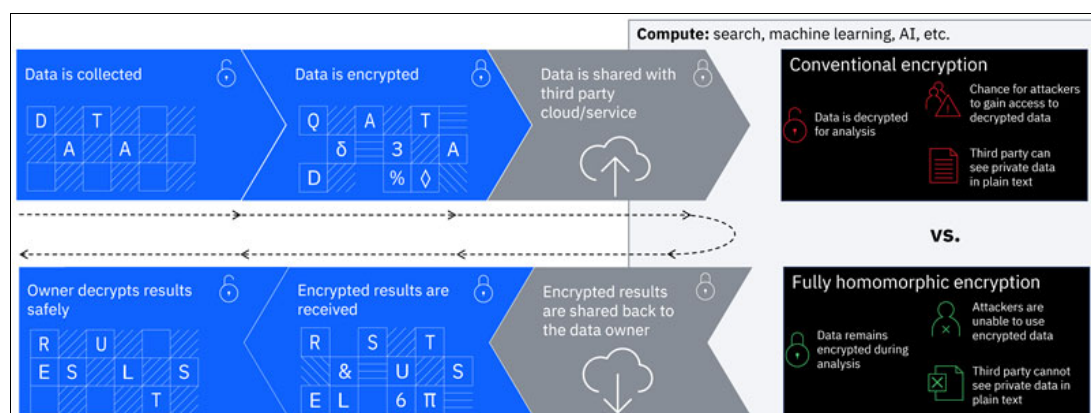 Compute: search, machine learning, AI, etc.
Data is collected
D T
A A
Data is encrypted
Q A T
δ 3 A
D % ◊
Data is shared with
third party
cloud/service
Conventional encryption
Data is decrypted
for analysis
Chance for attackers
to gain access to
decrypted data
Third party can
see private data
in plain text
vs.
Owner decrypts results
safely
R U
E S L S
T
Encrypted results are
received
R S T
& U S
E L 6 π
Encrypted results
are shared back to
the data owner
Fully homomorphic encryption
Data remains
encrypted during
analysis
Attackers are
unable to use
encrypted data
Third party cannot
see private data in
plain text